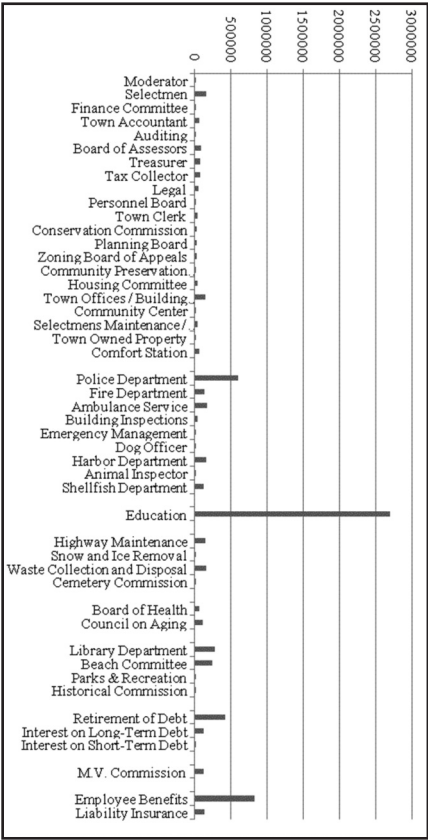 0
500000
1000000
1500000
2000000
2500000
3000000
Moderator
Selectmen
Finance Committee
Town Accountant
Auditing
Board of Assessors
Treasurer
Tax Collector
Legal
Personnel Board
Town Clerk
Conservation Commission
Planning Board
Zoning Board of Appeals
Community Preservation
Housing Committee
Town Offices / Building
Community Center
Selectmens Maintenance /
Town Owned Property
Comfort Station
Police Department
Fire Department
Ambulance Service
Building Inspections
Emergency Management
Dog Officer
Harbor Department
Animal Inspector
Shellfish Department
Education
Highway Maintenance
Snow and Ice Removal
Waste Collection and Disposal
Cemetery Commission
Board of Health
Council on Aging
Library Department
Beach Committee
Parks & Recreation
Historical Commission
Retirement of Debt
Interest on Long-Term Debt
Interest on Short-Term Debt
M.V. Commission
Employee Benefits
Liability Insurance